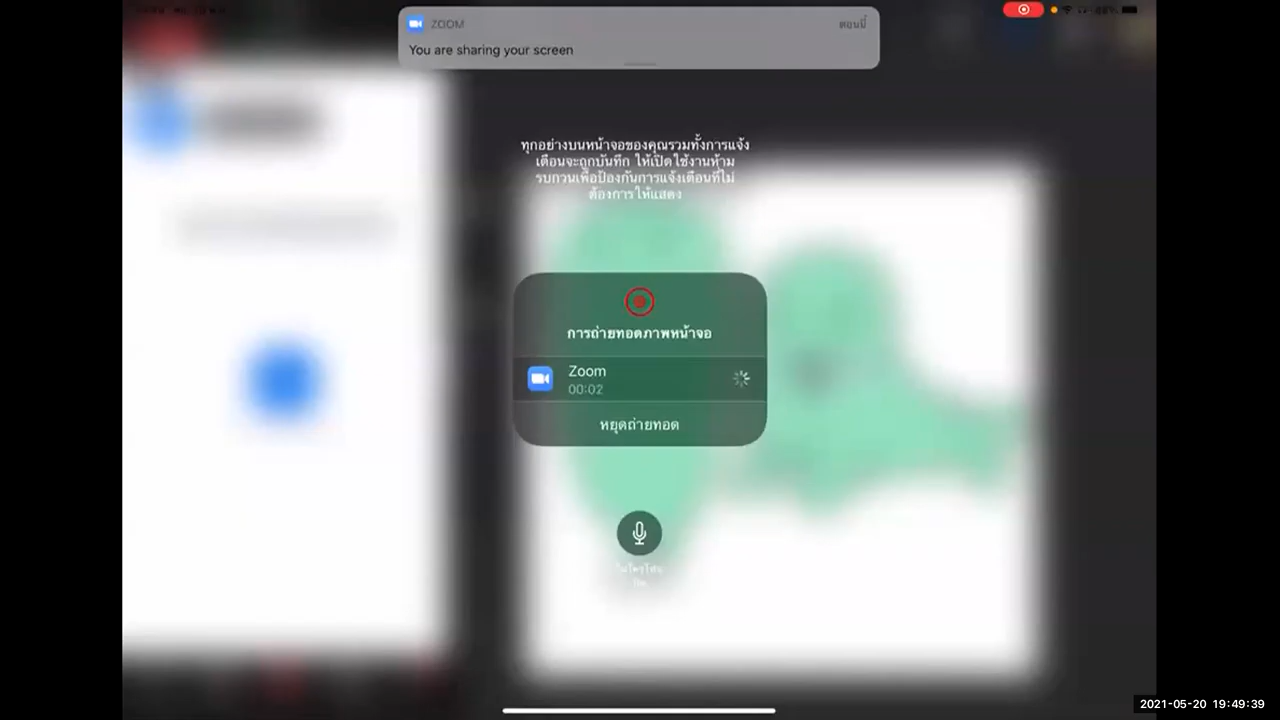 ZOOM
ตอนนี้
You are sharing your screen
ทุกอย่างบนหน้าจอของคุณรวมทั้งการแจ้ง
เตือนจะถูกบันทึก ให้เปิดใช้งานห้าม
รบกวนเพื่อป้องกันการแจ้งเตือนที่ไม่
ต้องการให้แสดง
การถ่ายทอดภาพหน้าจอ
Zoom
00:02
หยุดถ่ายทอด
2021-05-20 19:49:39